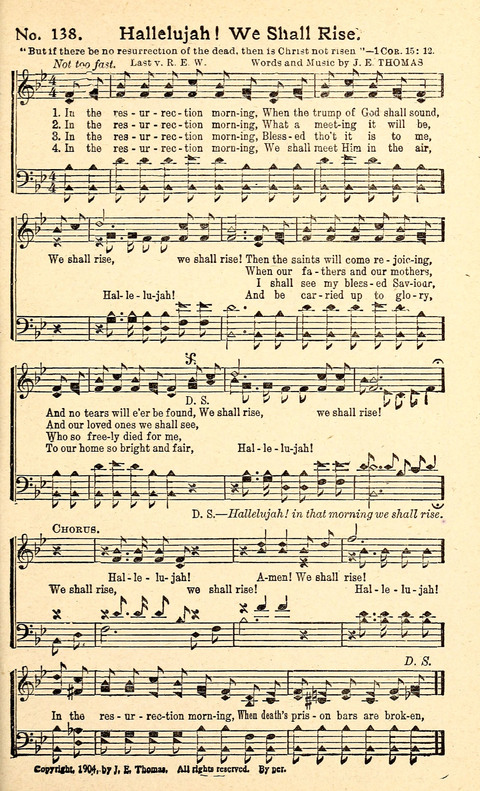 No. 138. Hallelujah! We Shall Rise.
"But if there be no resurrection of the dead, then is Christ not risen"—1 Cor. 15: 12.
Not too fast. Last v. R. E. W. Words and Music by J. E. THOMAS
1. In the res - ur - rec - tion morn-ing, When the trump of God shall sound,
2. In the res - ur - rec - tion morn-ing, What a meet-ing it will be,
3. In the res - ur - rec - tion morn-ing, Bless-ed tho't it is to me,
4. In the res - ur - rec - tion morn-ing, We shall meet Him in the air,
We shall rise, we shall rise! Then the saints will come re - joic-ing,
When our fa - thers and our mothers,
I shall see my bless-ed Sav-iour,
Hal - le - lu-jah! And be car-ried up to glo-ry,
D. S.
And no tears will e'er be found, We shall rise, we shall rise!
And our loved ones we shall see,
Who so free-ly died for me,
To our home so bright and fair, Hal - le - lu-jah!
D. S.—Hallelujah! in that morning we shall rise.
CHORUS.
Hal - le - lu-jah! A-men! We shall rise!
We shall rise, we shall rise! Hal - le - lu-jah!
D. S.
In the res - ur - rec-tion morn-ing, When death's pris - on bars are brok-en,
Copyright, 1904, by J. E. Thomas. All rights reserved. By per.